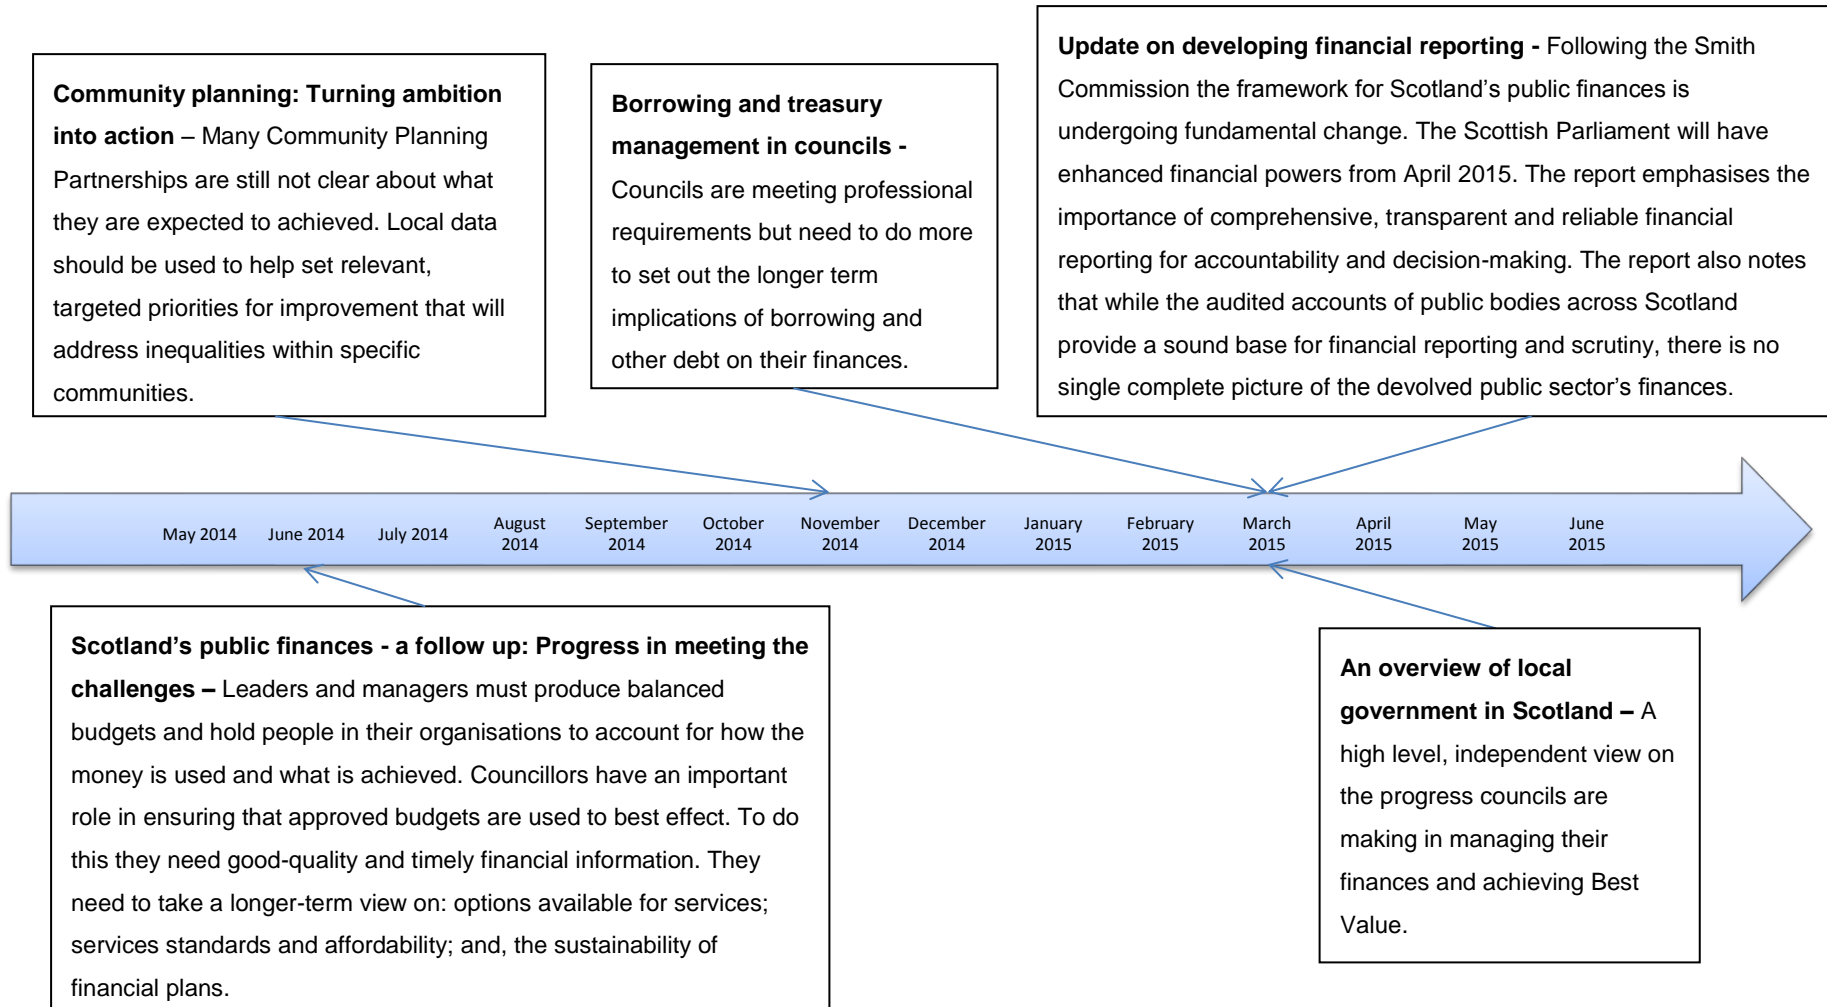 Community planning: Turning ambition
into action – Many Community Planning
Partnerships are still not clear about what
they are expected to achieved. Local data
should be used to help set relevant,
targeted priorities for improvement that will
address inequalities within specific
communities.
Borrowing and treasury
management in councils -
Councils are meeting professional
requirements but need to do more
to set out the longer term
implications of borrowing and
other debt on their finances.
Update on developing financial reporting - Following the Smith
Commission the framework for Scotland’s public finances is
undergoing fundamental change. The Scottish Parliament will have
enhanced financial powers from April 2015. The report emphasises the
importance of comprehensive, transparent and reliable financial
reporting for accountability and decision-making. The report also notes
that while the audited accounts of public bodies across Scotland
provide a sound base for financial reporting and scrutiny, there is no
single complete picture of the devolved public sector’s finances.
May 2014
June 2014
July 2014
August
2014
September
2014
October
2014
November
2014
December
2014
January
2015
February
2015
March
2015
April
2015
May
2015
June
2015
Scotland’s public finances - a follow up: Progress in meeting the
challenges – Leaders and managers must produce balanced
budgets and hold people in their organisations to account for how the
money is used and what is achieved. Councillors have an important
role in ensuring that approved budgets are used to best effect. To do
this they need good-quality and timely financial information. They
need to take a longer-term view on: options available for services;
services standards and affordability; and, the sustainability of
financial plans.
An overview of local
government in Scotland – A
high level, independent view on
the progress councils are
making in managing their
finances and achieving Best
Value.